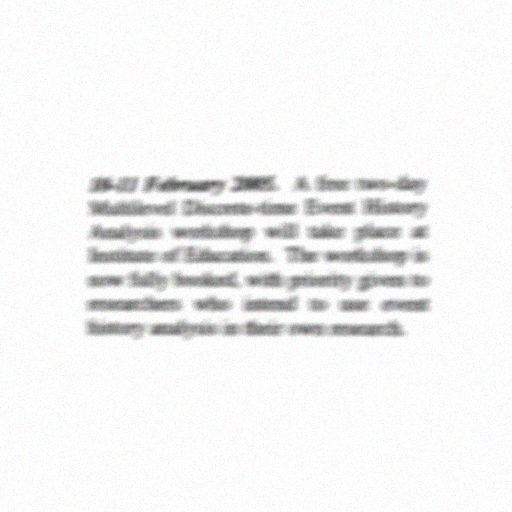 10-11 February 2005. A free two-day
Multilevel Discrete-time Event History
Analysis workshop will take place at
Institute of Education. The workshop is
now fully booked, with priority given to
researchers who intend to use event
history analysis in their own research.